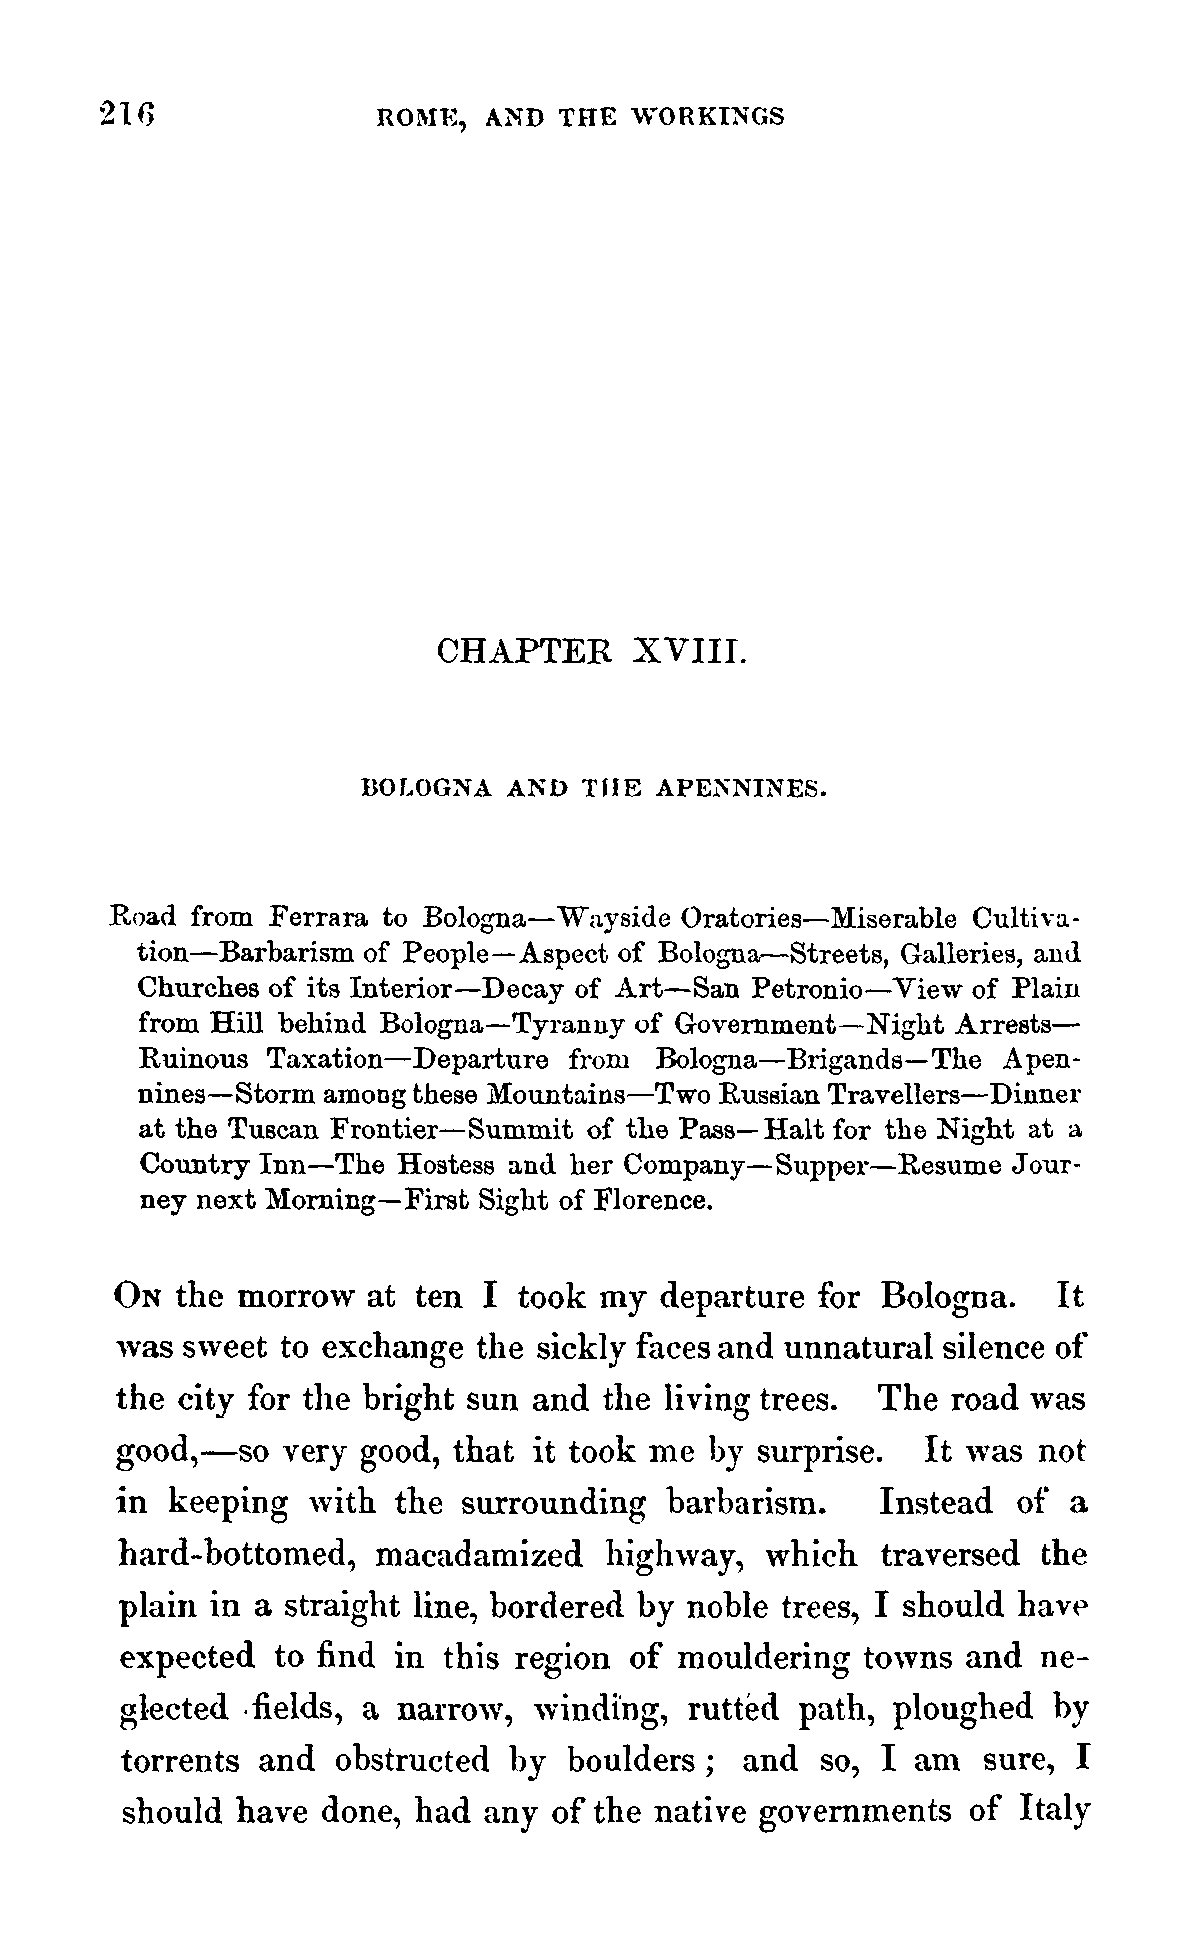 216 ROME, AND THE WORKINGS
CHAPTER XVIII.
BOLOGNA AND THE APENNINES.
Road from Ferrara to Bologna—Wayside Oratories—Miserable Cultiva-
tion—Barbarism of People—Aspect of Bologna—Streets, Galleries, and
Churches of its Interior—Decay of Art—San Petronio—View of Plain
from Hill behind Bologna—Tyranny of Government—Night Arrests—
Ruinous Taxation—Departure from Bologna—Brigands—The Apen-
nines—Storm among these Mountains—Two Russian Travellers—Dinner
at the Tuscan Frontier—Summit of the Pass—Halt for the Night at a
Country Inn—The Hostess and her Company—Supper—Resume Jour-
ney next Morning—First Sight of Florence.
ON the morrow at ten I took my departure for Bologna. It
was sweet to exchange the sickly faces and unnatural silence of
the city for the bright sun and the living trees. The road was
good,—so very good, that it took me by surprise. It was not
in keeping with the surrounding barbarism. Instead of a
hard-bottomed, macadamized highway, which traversed the
plain in a straight line, bordered by noble trees, I should have
expected to find in this region of mouldering towns and ne-
glected fields, a narrow, winding, rutted path, ploughed by
torrents and obstructed by boulders ; and so, I am sure, I
should have done, had any of the native governments of Italy